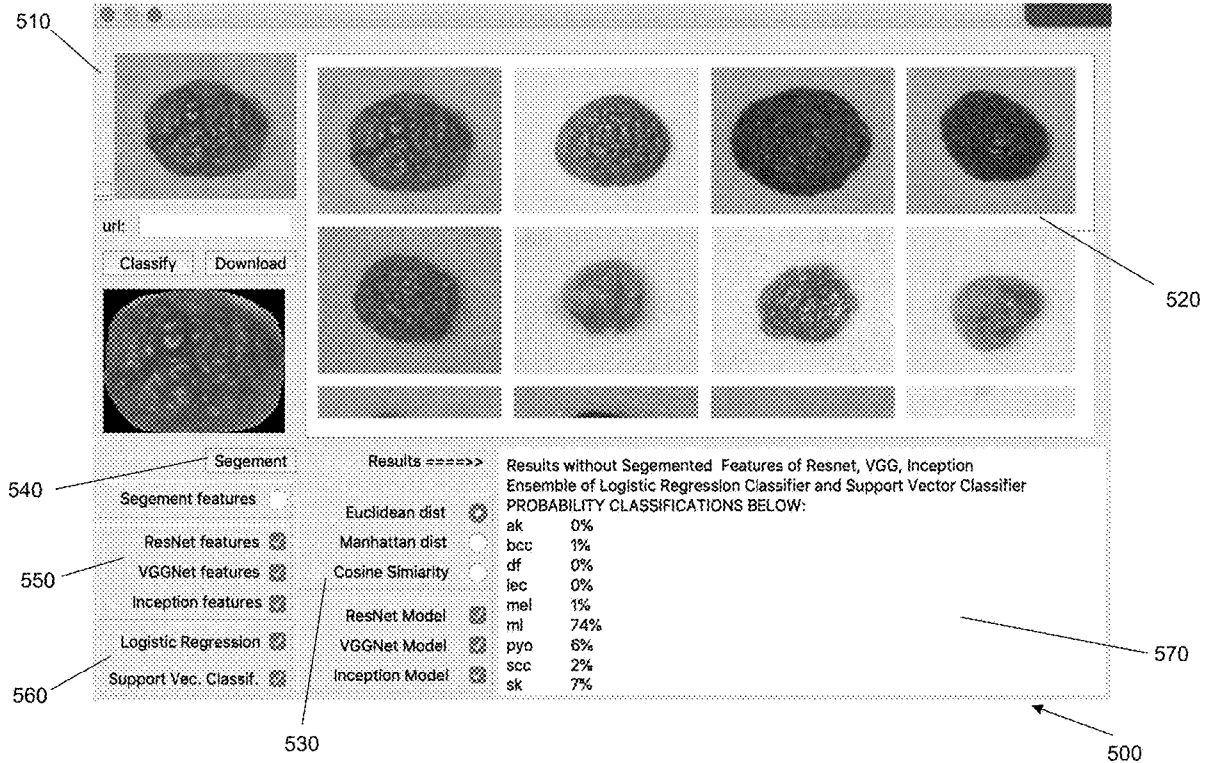 510
url:
Classify Download
520
Segement
Results ====>>
540
Segement features
Euclidean dist
ResNet features
Manhattan dist
550
VGGNet features
Cosine Simiarity
Inception features
ResNet Model
Logistic Regression
VGGNet Model
560
Support Vec. Classif.
Inception Model
530
Results without Segemented Features of Resnet, VGG, Inception
Ensemble of Logistic Regression Classifier and Support Vector Classifier
PROBABILITY CLASSIFICATIONS BELOW:
ak 0%
bcc 1%
df 0%
iec 0%
mel 1%
ml 74%
pyo 6%
scc 2%
sk 7%
570
500